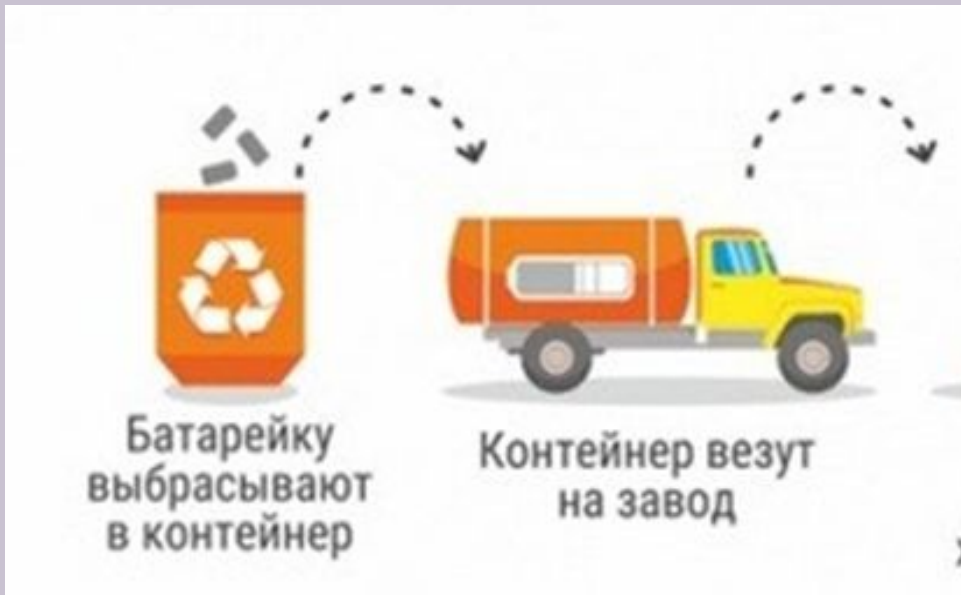 Батарейку
выбрасывают
в контейнер
Контейнер везут
на завод